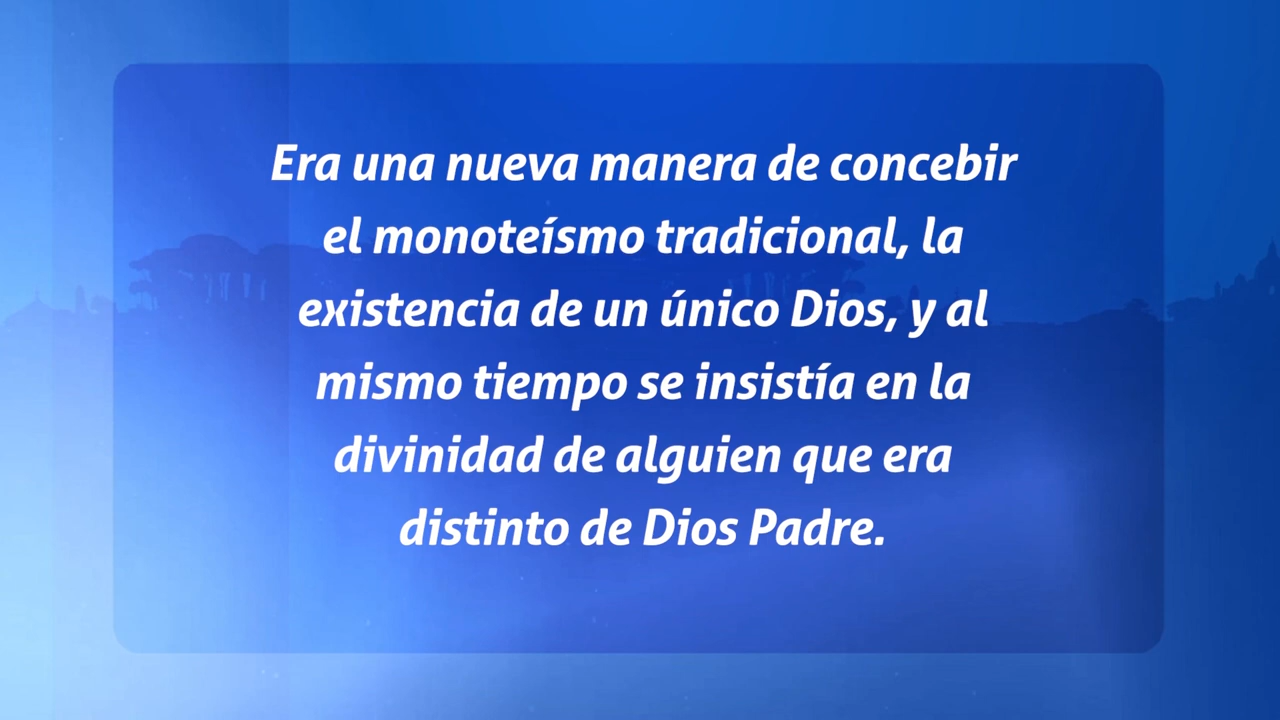 Era una nueva manera de concebir
el monoteísmo tradicional, la
existencia de un único Dios, y al
mismo tiempo se insistía en la
divinidad de alguien que era
distinto de Dios Padre.